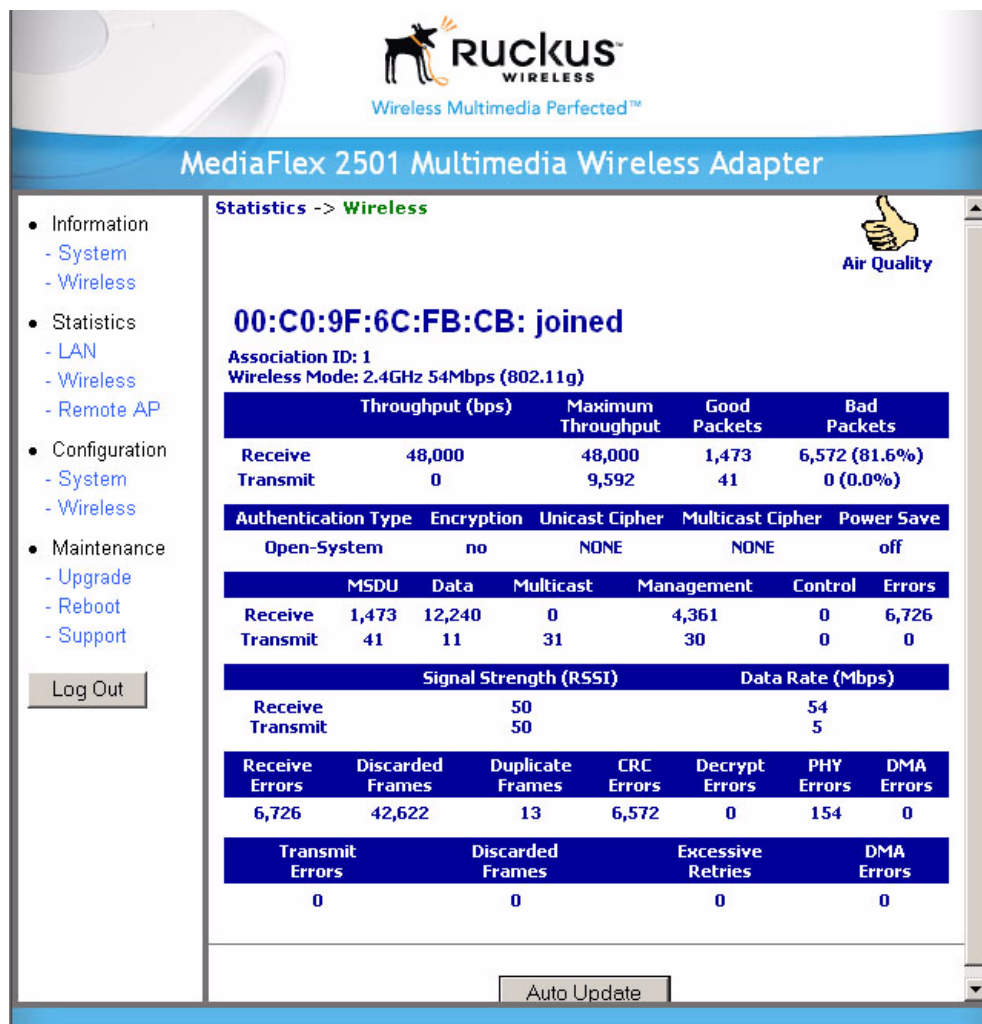 RUCKUS™
WIRELESS
Wireless Multimedia Perfected™
MediaFlex 2501 Multimedia Wireless Adapter
• Information
- System
- Wireless
• Statistics
- LAN
- Wireless
- Remote AP
• Configuration
- System
- Wireless
• Maintenance
- Upgrade
- Reboot
- Support
Log Out
Statistics -> Wireless
Air Quality
00:C0:9F:6C:FB:CB: joined
Association ID: 1
Wireless Mode: 2.4GHz 54Mbps (802.11g)
Throughput (bps) Maximum Throughput Good Packets Bad Packets
Receive 48,000 48,000 1,473 6,572 (81.6%)
Transmit 0 9,592 41 0 (0.0%)
Authentication Type Encryption Unicast Cipher Multicast Cipher Power Save
Open-System no NONE NONE off
MSDU Data Multicast Management Control Errors
Receive 1,473 12,240 0 4,361 0 6,726
Transmit 41 11 31 30 0 0
Signal Strength (RSSI) Data Rate (Mbps)
Receive 50 54
Transmit 50 5
Receive Errors Discarded Frames Duplicate Frames CRC Errors Decrypt Errors PHY Errors DMA Errors
6,726 42,622 13 6,572 0 154 0
Transmit Errors Discarded Frames Excessive Retries DMA Errors
0 0 0 0
Auto Update